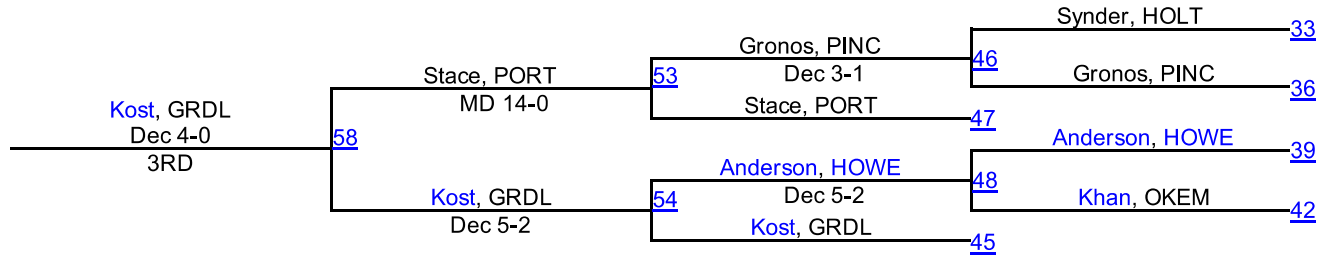 Synder, HOLT
33
Gronos, PINC
46
Dec 3-1
Gronos, PINC
36
Stace, PORT
53
MD 14-0
Stace, PORT
47
Kost, GRDL
Dec 4-0
58
3RD
Anderson, HOWE
39
Anderson, HOWE
48
Dec 5-2
Khan, OKEM
42
Kost, GRDL
54
Dec 5-2
Kost, GRDL
45